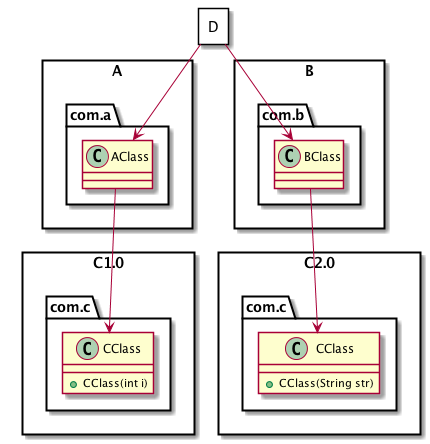 D
A
B
com.a
com.b
C AClass
C BClass
C1.0
C2.0
com.c
com.c
C CClass
C CClass
CClass(int i)
CClass(String str)